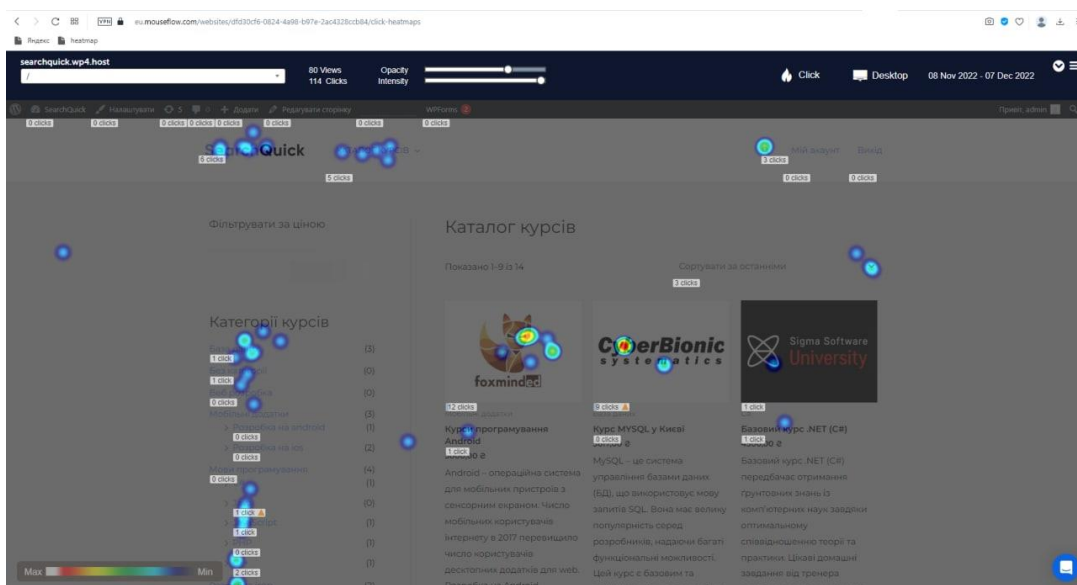 VPN eu.mouseflow.com/websites/dfd30cf6-0824-4a98-b97e-2ac4328ccb84/click-heatmaps
Яндекс heatmap
searchquick.wp4.host
/
80 Views
114 Clicks
Opacity
Intensity
Click
Desktop
08 Nov 2022 - 07 Dec 2022
SearchQuick Налаштувати 5 0 Додати Редагувати сторінку WPForms 2 Привіт, admin
0 clicks 0 clicks 0 clicks 0 clicks 0 clicks 0 clicks 0 clicks 0 clicks
Quick
Мій акаунт Вихід
6 clicks 3 clicks
5 clicks 0 clicks 0 clicks
Фільтрувати за ціною
Каталог курсів
Показано 1-9 із 14
Сортувати за останніми
3 clicks
Категорії курсів
(3)
1 click
(0)
1 click
(0)
0 clicks
Мобільні додатки (3)
> Розробка на android (1)
0 clicks
> Розробка на ios (2)
0 clicks
Мови програмування (4)
0 clicks
(1)
(0)
1 click
(1)
1 click
> PHP (1)
0 clicks
(1)
2 clicks
foxminded
12 clicks
Курси програмування
Android
1 click
Android – операційна система
для мобільних пристроїв з
сенсорним екраном. Число
мобільних користувачів
інтернету в 2017 перевищило
число користувачів
десктопних додатків для web.
CyberBionic
systematics
9 clicks
Курс MYSQL у Києві
0 clicks
MySQL – це система
управління базами даних
(БД), що використовує мову
запитів SQL. Вона має велику
популярність серед
розробників, надаючи багаті
функціональні можливості.
Цей курс є базовим та
Sigma Software
University
1 click
C#
Базовий курс .NET (C#)
1 click
Базовий курс .NET (C#)
передбачає отримання
ґрунтовних знань із
комп'ютерних наук завдяки
оптимальному
співвідношенню теорії та
практики. Цікаві домашні
завдання від тренера
Max Min